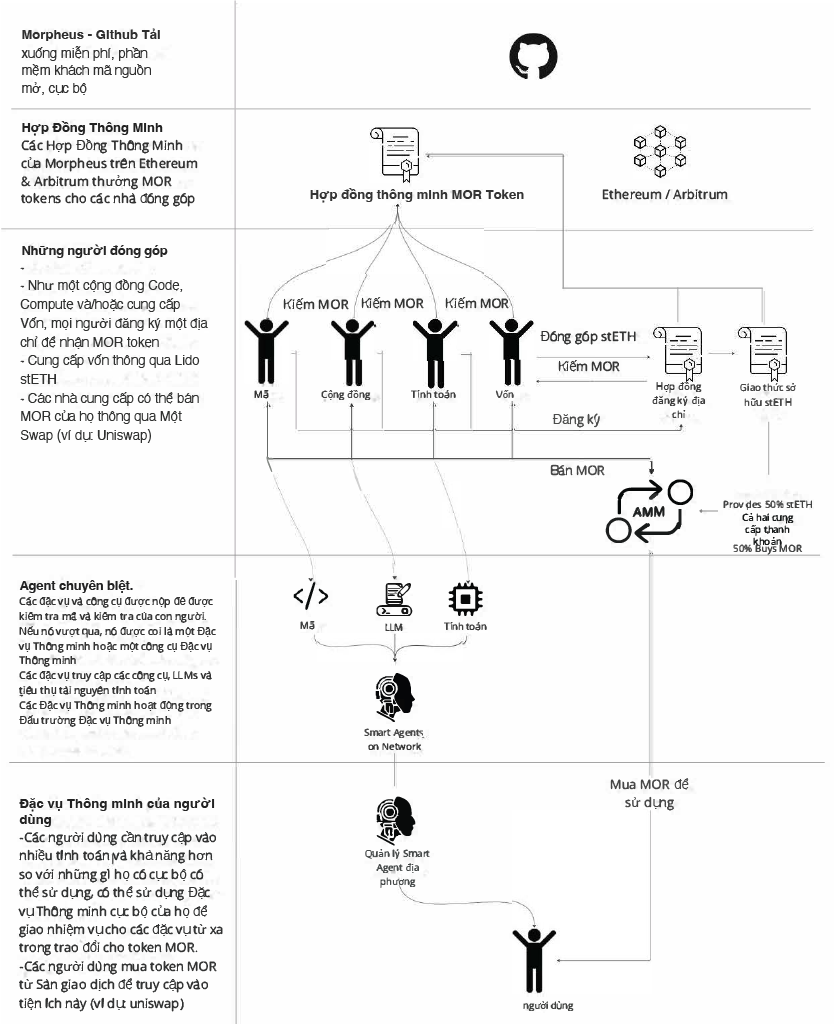 Morpheus - Github Tải
xuống miễn phí, phần
mềm khách mã nguồn
mở, cục bộ
Hợp Đồng Thông Minh
Các Hợp Đồng Thông Minh
của Morpheus trên Ethereum
& Arbitrum thưởng MOR
tokens cho các nhà đóng góp
Hợp đồng thông minh MOR Token
Ethereum / Arbitrum
Những người đóng góp
-
- Như một cộng đồng Code,
Compute và/hoặc cung cấp
Vốn, mọi người đăng ký một địa
chỉ để nhận MOR token
- Cung cấp vốn thông qua Lido
stETH
- Các nhà cung cấp có thể bán
MOR của họ thông qua Một
Swap (ví dụ: Uniswap)
Kiếm MOR
Kiếm MOR
Kiếm MOR
Mã
Cộng đồng
Tính toán
Vốn
Đóng góp stETH
Kiếm MOR
Hợp đồng
đăng ký địa
chỉ
Giao thức sở
hữu stETH
Đăng ký
Bán MOR
AMM
Provides 50% stETH
Cả hai cung
cấp thanh
khoản
50% Buys MOR
Agent chuyên biệt.
Các đặc vụ và công cụ được nộp để được
kiểm tra mã và kiểm tra của con người.
Nếu nó vượt qua, nó được coi là một Đặc
vụ Thông minh hoặc một công cụ Đặc vụ
Thông minh
Các đặc vụ truy cập các công cụ, LLMs và
tiêu thụ tài nguyên tính toán
Các Đặc vụ Thông minh hoạt động trong
Đấu trường Đặc vụ Thông minh
Mã
LLM
Tính toán
Smart Agents
on Network
Đặc vụ Thông minh của người
dùng
-Các người dùng cần truy cập vào
nhiều tính toán và khả năng hơn
so với những gì họ có cục bộ có
thể sử dụng, có thể sử dụng Đặc
vụ Thông minh cục bộ của họ để
giao nhiệm vụ cho các đặc vụ từ xa
trong trao đổi cho token MOR.
-Các người dùng mua token MOR
từ Sàn giao dịch để truy cập vào
tiện ích này (ví dụ: uniswap)
Quản lý Smart
Agent địa
phương
Mua MOR để
sử dụng
người dùng